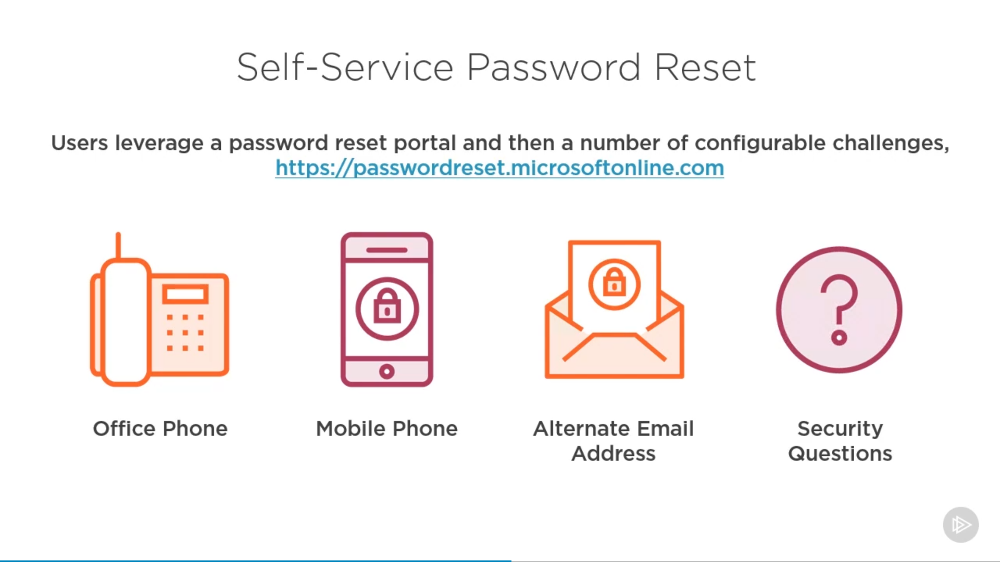 Self-Service Password Reset
Users leverage a password reset portal and then a number of configurable challenges,
https://passwordreset.microsoftonline.com
Office Phone
Mobile Phone
Alternate Email
Address
Security
Questions